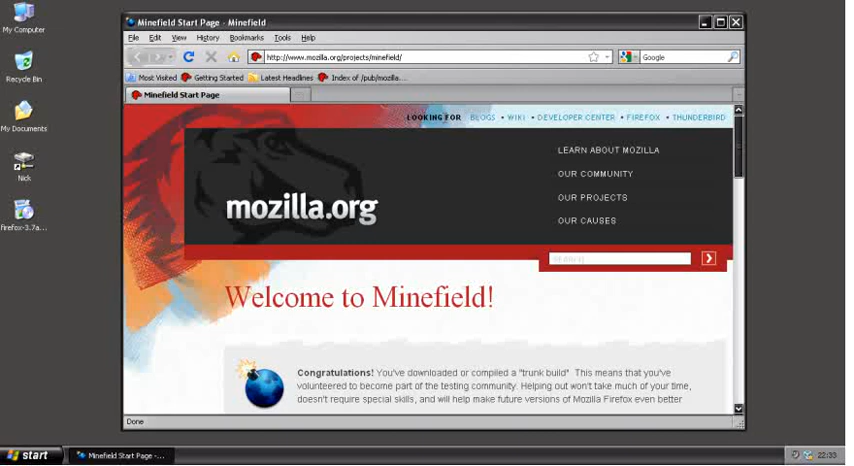 My Computer
Recycle Bin
My Documents
Nick
firefox-3.7a...
Minefield Start Page - Minefield
File Edit View History Bookmarks Tools Help
http://www.mozilla.org/projects/minefield/
Google
Most Visited Getting Started Latest Headlines Index of /pub/mozilla....
Minefield Start Page
LOOKING FOR BLOGS • WIKI • DEVELOPER CENTER • FIREFOX • THUNDERBIRD
mozilla.org
LEARN ABOUT MOZILLA
OUR COMMUNITY
OUR PROJECTS
OUR CAUSES
Welcome to Minefield!
Congratulations! You've downloaded or compiled a "trunk build" This means that you've
volunteered to become part of the testing community. Helping out won't take much of your time,
doesn't require special skills, and will help make future versions of Mozilla Firefox even better
Done
start
Minefield Start Page -...
22:33